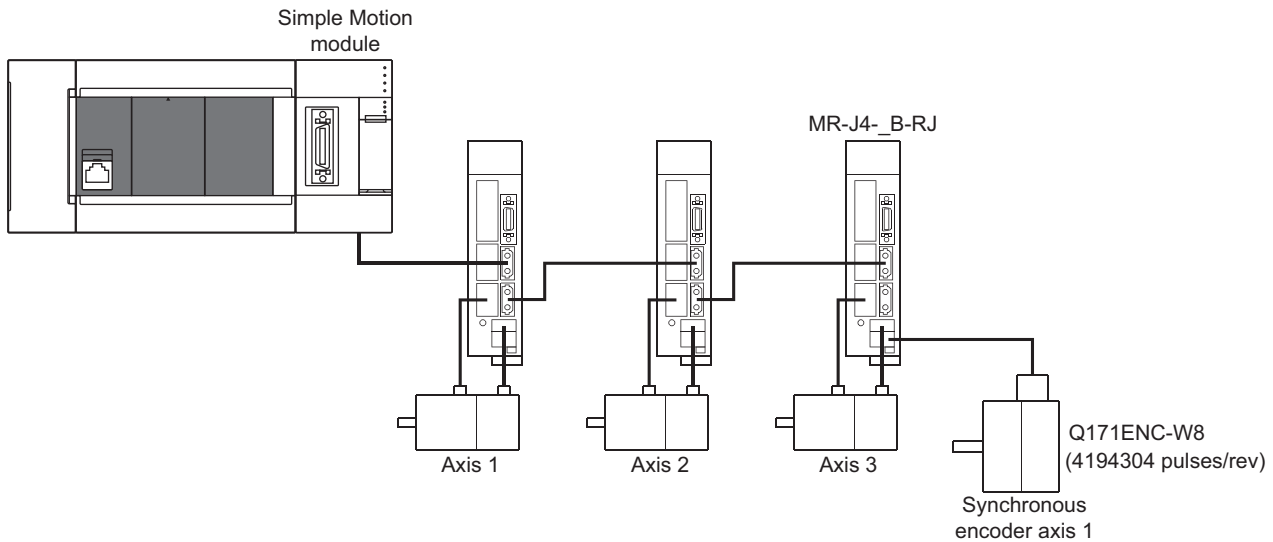 Simple Motion
module
MR-J4-_B-RJ
Axis 1
Axis 2
Axis 3
Q171ENC-W8
(4194304 pulses/rev)
Synchronous
encoder axis 1